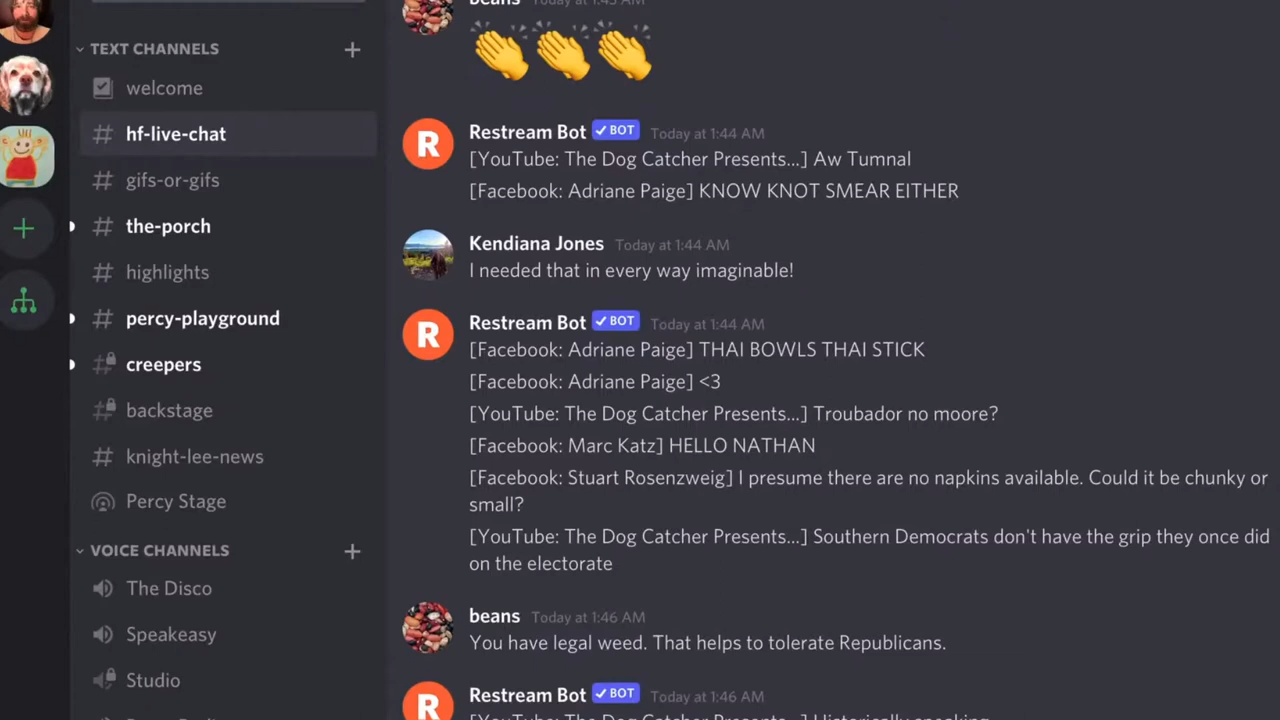 TEXT CHANNELS
welcome
hf-live-chat
gifs-or-gifs
the-porch
highlights
percy-playground
creepers
backstage
knight-lee-news
Percy Stage
VOICE CHANNELS
The Disco
Speakeasy
Studio
beans Today at 1:43 AM
R Restream Bot BOT Today at 1:44 AM
[YouTube: The Dog Catcher Presents...] Aw Tumnal
[Facebook: Adriane Paige] KNOW KNOT SMEAR EITHER
Kendiana Jones Today at 1:44 AM
I needed that in every way imaginable!
R Restream Bot BOT Today at 1:44 AM
[Facebook: Adriane Paige] THAI BOWLS THAI STICK
[Facebook: Adriane Paige] <3
[YouTube: The Dog Catcher Presents...] Troubador no moore?
[Facebook: Marc Katz] HELLO NATHAN
[Facebook: Stuart Rosenzweig] I presume there are no napkins available. Could it be chunky or
small?
[YouTube: The Dog Catcher Presents...] Southern Democrats don't have the grip they once did
on the electorate
beans Today at 1:46 AM
You have legal weed. That helps to tolerate Republicans.
R Restream Bot BOT Today at 1:46 AM
[YouTube: The Dog Catcher Presents...] Historically speaking